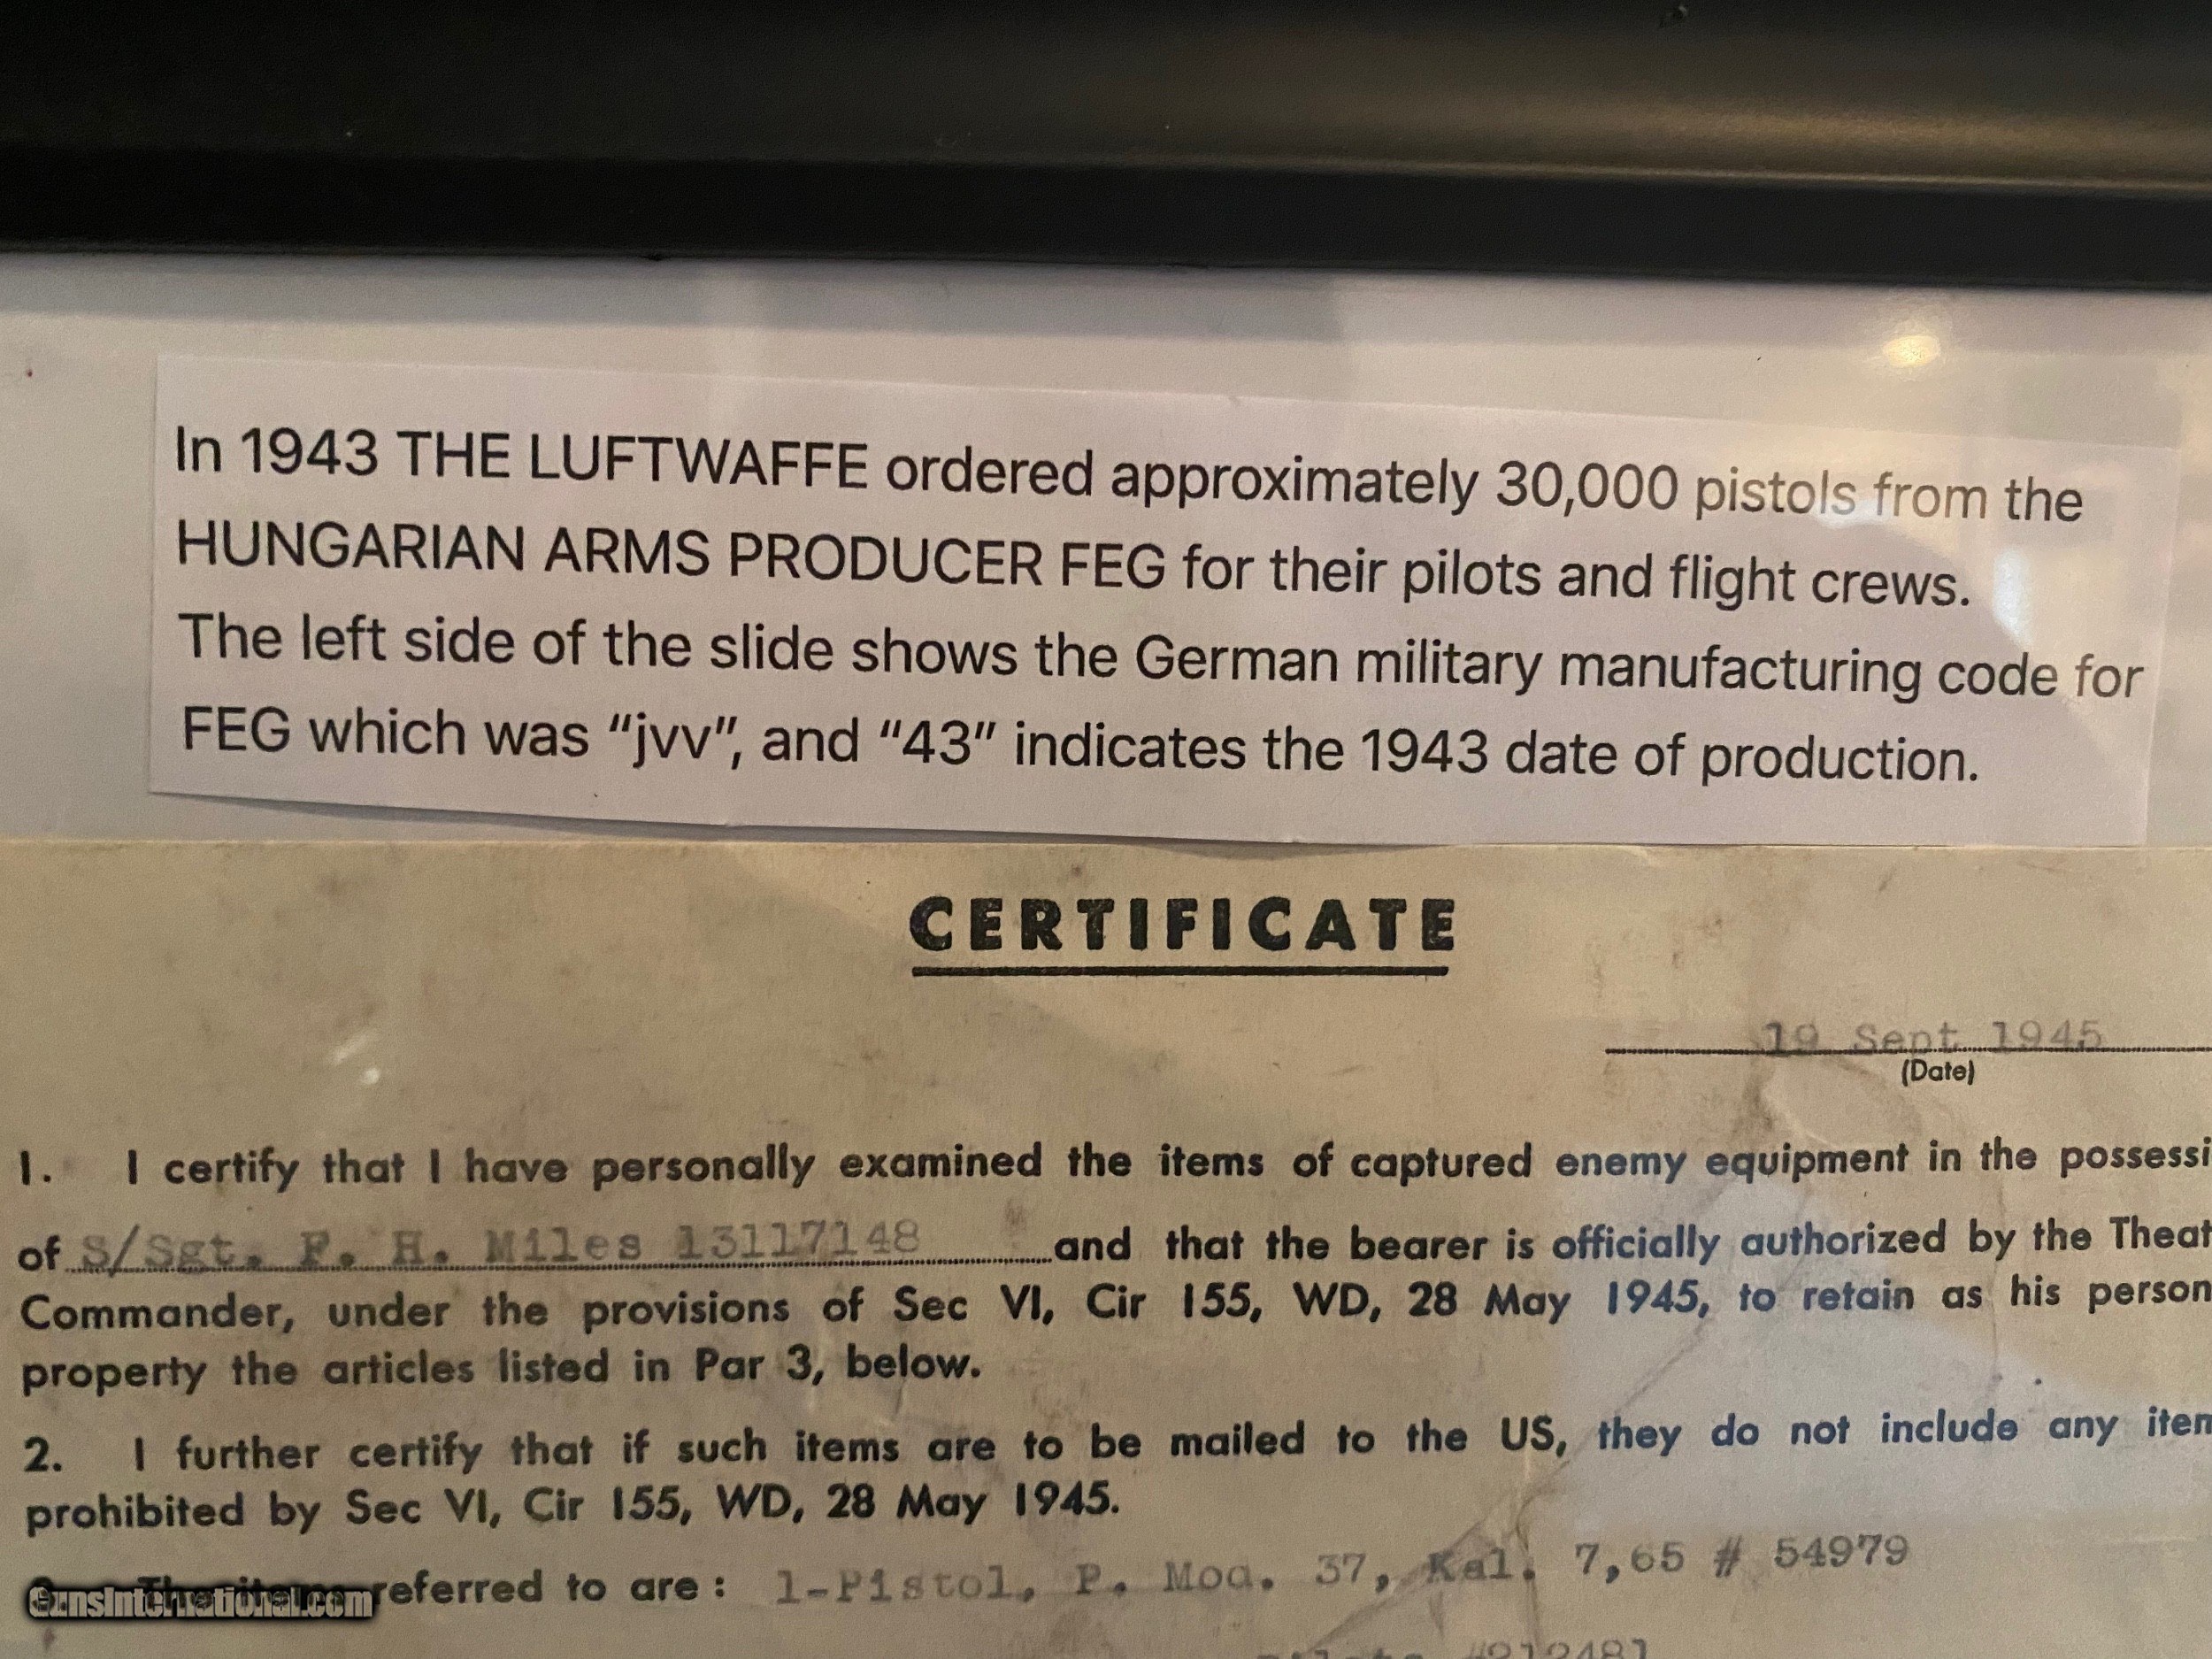 In 1943 THE LUFTWAFFE ordered approximately 30,000 pistols from the
HUNGARIAN ARMS PRODUCER FEG for their pilots and flight crews.
The left side of the slide shows the German military manufacturing code for
FEG which was “jvv”, and “43” indicates the 1943 date of production.
CERTIFICATE
19 Sept 1945
(Date)
1. I certify that I have personally examined the items of captured enemy equipment in the possessi
of S/Sgt. F. H. Miles 13117148 and that the bearer is officially authorized by the Theat
Commander, under the provisions of Sec VI, Cir 155, WD, 28 May 1945, to retain as his person
property the articles listed in Par 3, below.
2. I further certify that if such items are to be mailed to the US, they do not include any item
prohibited by Sec VI, Cir 155, WD, 28 May 1945.
3. The items referred to are: 1-Pistol, P. Mod. 37, Kal. 7,65 # 54979
GunsInternational.com
#212481